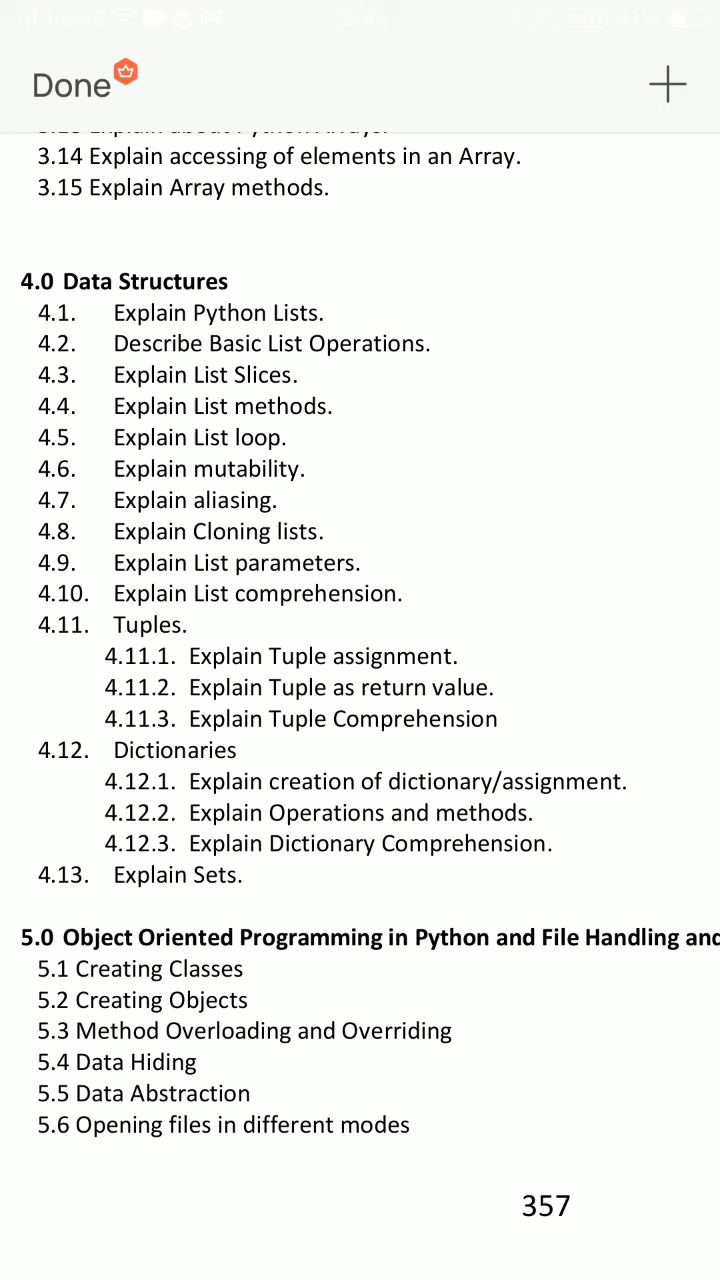 Done
3.14 Explain accessing of elements in an Array.
3.15 Explain Array methods.
4.0 Data Structures
4.1. Explain Python Lists.
4.2. Describe Basic List Operations.
4.3. Explain List Slices.
4.4. Explain List methods.
4.5. Explain List loop.
4.6. Explain mutability.
4.7. Explain aliasing.
4.8. Explain Cloning lists.
4.9. Explain List parameters.
4.10. Explain List comprehension.
4.11. Tuples.
4.11.1. Explain Tuple assignment.
4.11.2. Explain Tuple as return value.
4.11.3. Explain Tuple Comprehension
4.12. Dictionaries
4.12.1. Explain creation of dictionary/assignment.
4.12.2. Explain Operations and methods.
4.12.3. Explain Dictionary Comprehension.
4.13. Explain Sets.
5.0 Object Oriented Programming in Python and File Handling and
5.1 Creating Classes
5.2 Creating Objects
5.3 Method Overloading and Overriding
5.4 Data Hiding
5.5 Data Abstraction
5.6 Opening files in different modes
357